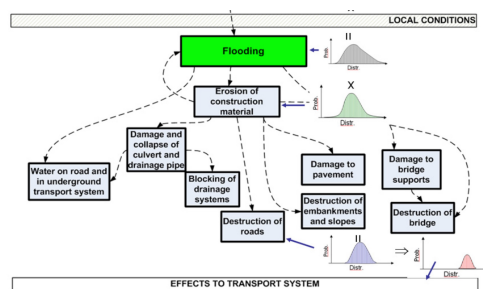 LOCAL CONDITIONS
Flooding
II
Prob.
Distr.
Erosion of
construction
material
X
Prob.
Distr.
Damage and
collapse of
culvert and
drainage pipe
Water on road and
in underground
transport system
Blocking of
drainage
systems
Damage to
pavement
Damage to
bridge
supports
Destruction of
embankments
and slopes
Destruction of
roads
Destruction of
bridge
II
Prob.
Distr.
⇒
Prob.
Distr.
EFFECTS TO TRANSPORT SYSTEM